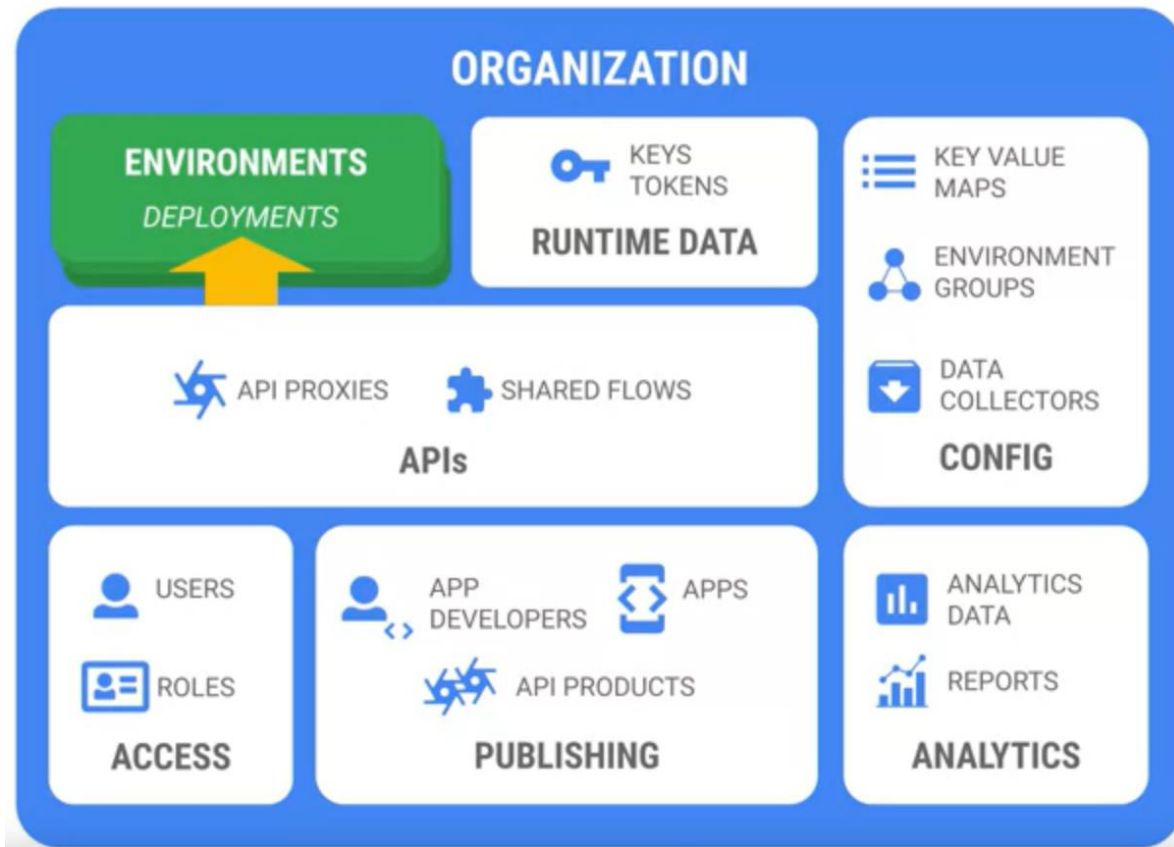 ORGANIZATION
ENVIRONMENTS
DEPLOYMENTS
KEYS
TOKENS
RUNTIME DATA
KEY VALUE
MAPS
ENVIRONMENT
GROUPS
DATA
COLLECTORS
CONFIG
API PROXIES
SHARED FLOWS
APIs
USERS
ROLES
ACCESS
APP
DEVELOPERS
APPS
API PRODUCTS
PUBLISHING
ANALYTICS
DATA
REPORTS
ANALYTICS